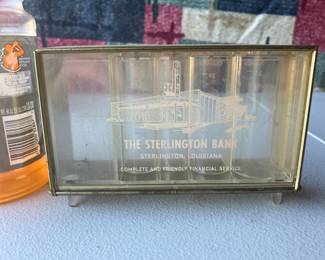 THE STERLINGTON BANK
STERLINGTON, LOUISIANA
COMPLETE AND FRIENDLY FINANCIAL SERVICE